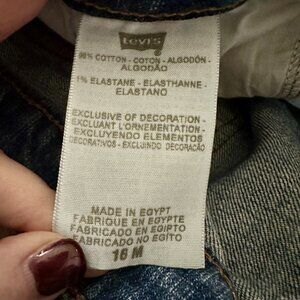 Levi's
99% COTTON - COTON - ALGODÓN -
ALGODÃO
1% ELASTANE - ELASTHANNE -
ELASTANO
EXCLUSIVE OF DECORATION -
EXCLUANT L'ORNEMENTATION -
EXCLUYENDO ELEMENTOS
DECORATIVOS - EXCLUINDO DECORACÃO
MADE IN EGYPT
FABRIQUE EN EGYPTE
FABRICADO EN EGIPTO
FABRICADO NO EGITO
18 M